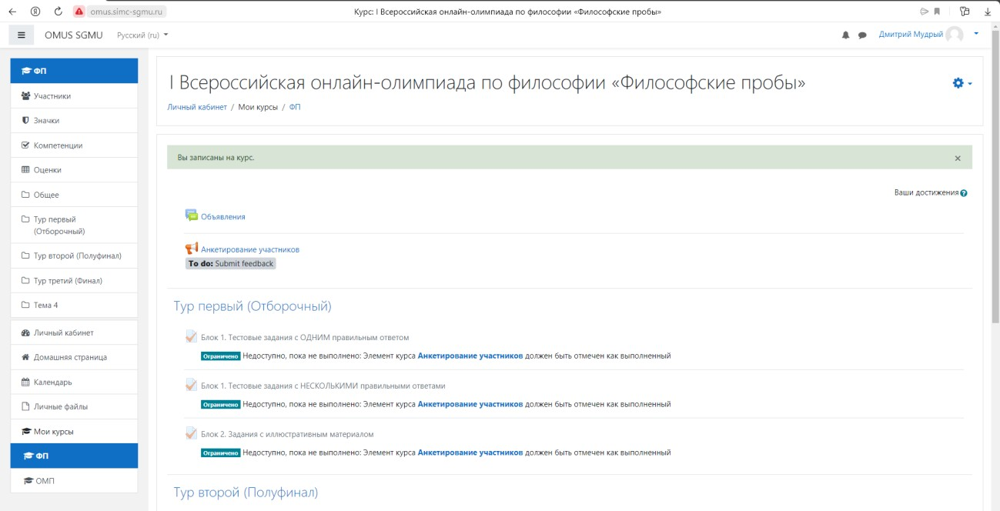 omus.simc-sgmu.ru
Курс: I Всероссийская онлайн-олимпиада по философии «Философские пробы»
OMUS SGMU
Русский (ru)
Дмитрий Мудрый
ФП
Участники
Значки
Компетенции
Оценки
Общее
Тур первый
(Отборочный)
Тур второй (Полуфинал)
Тур третий (Финал)
Тема 4
Личный кабинет
Домашняя страница
Календарь
Личные файлы
Мои курсы
ФП
ОМП
I Всероссийская онлайн-олимпиада по философии «Философские пробы»
Личный кабинет / Мои курсы / ФП
Вы записаны на курс. ×
Ваши достижения
Объявления
Анкетирование участников
To do: Submit feedback
Тур первый (Отборочный)
Блок 1. Тестовые задания с ОДНИМ правильным ответом
Ограничено Недоступно, пока не выполнено: Элемент курса Анкетирование участников должен быть отмечен как выполненный
Блок 1. Тестовые задания с НЕСКОЛЬКИМИ правильными ответами
Ограничено Недоступно, пока не выполнено: Элемент курса Анкетирование участников должен быть отмечен как выполненный
Блок 2. Задания с иллюстративным материалом
Ограничено Недоступно, пока не выполнено: Элемент курса Анкетирование участников должен быть отмечен как выполненный
Тур второй (Полуфинал)